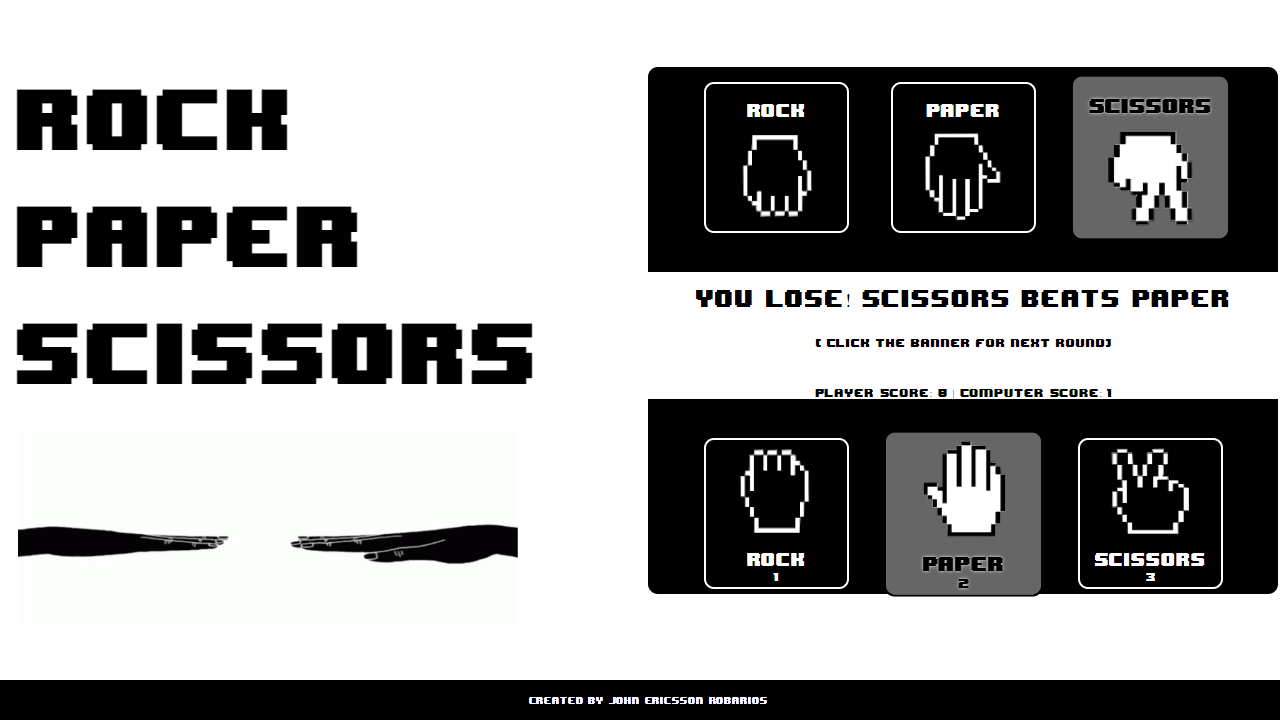 ROCK
PAPER
SCISSORS
ROCK
PAPER
SCISSORS
YOU LOSE! SCISSORS BEATS PAPER
( CLICK THE BANNER FOR NEXT ROUND)
PLAYER SCORE: 0 | COMPUTER SCORE: 1
ROCK
1
PAPER
2
SCISSORS
3
CREATED BY JOHN ERICSSON ROBARIOS